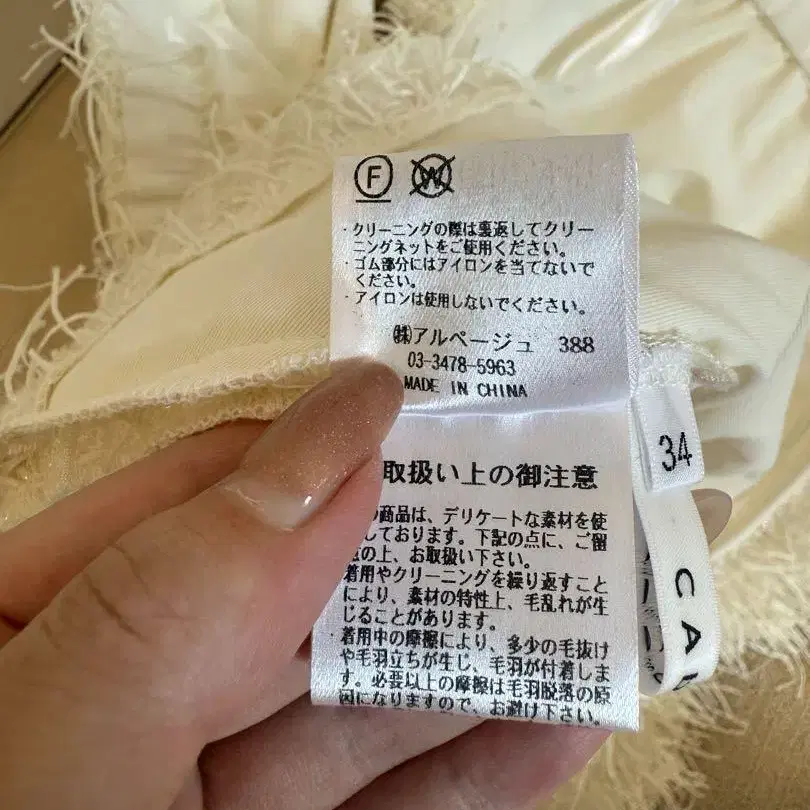 F W
・クリーニングの際は裏返してクリー
ニングネットをご使用ください。
・ゴム部分にはアイロンを当てないで
ください。
・アイロンは使用しないでください。
㈱アルページュ 388
03-3478-5963
MADE IN CHINA
取扱い上の御注意
商品は、デリケートな素材を使
しております。下記の点に、ご留
の上、お取扱い下さい。
着用やクリーニングを繰り返すこと
により、素材の特性上、毛乱れが生
じることがあります。
・着用中の摩擦により、多少の毛抜け
や毛羽立ちが生じ、毛羽が付着しま
す。必要以上の摩擦は毛羽脱落の原
因になりますので、お避け下さい。
34
CA